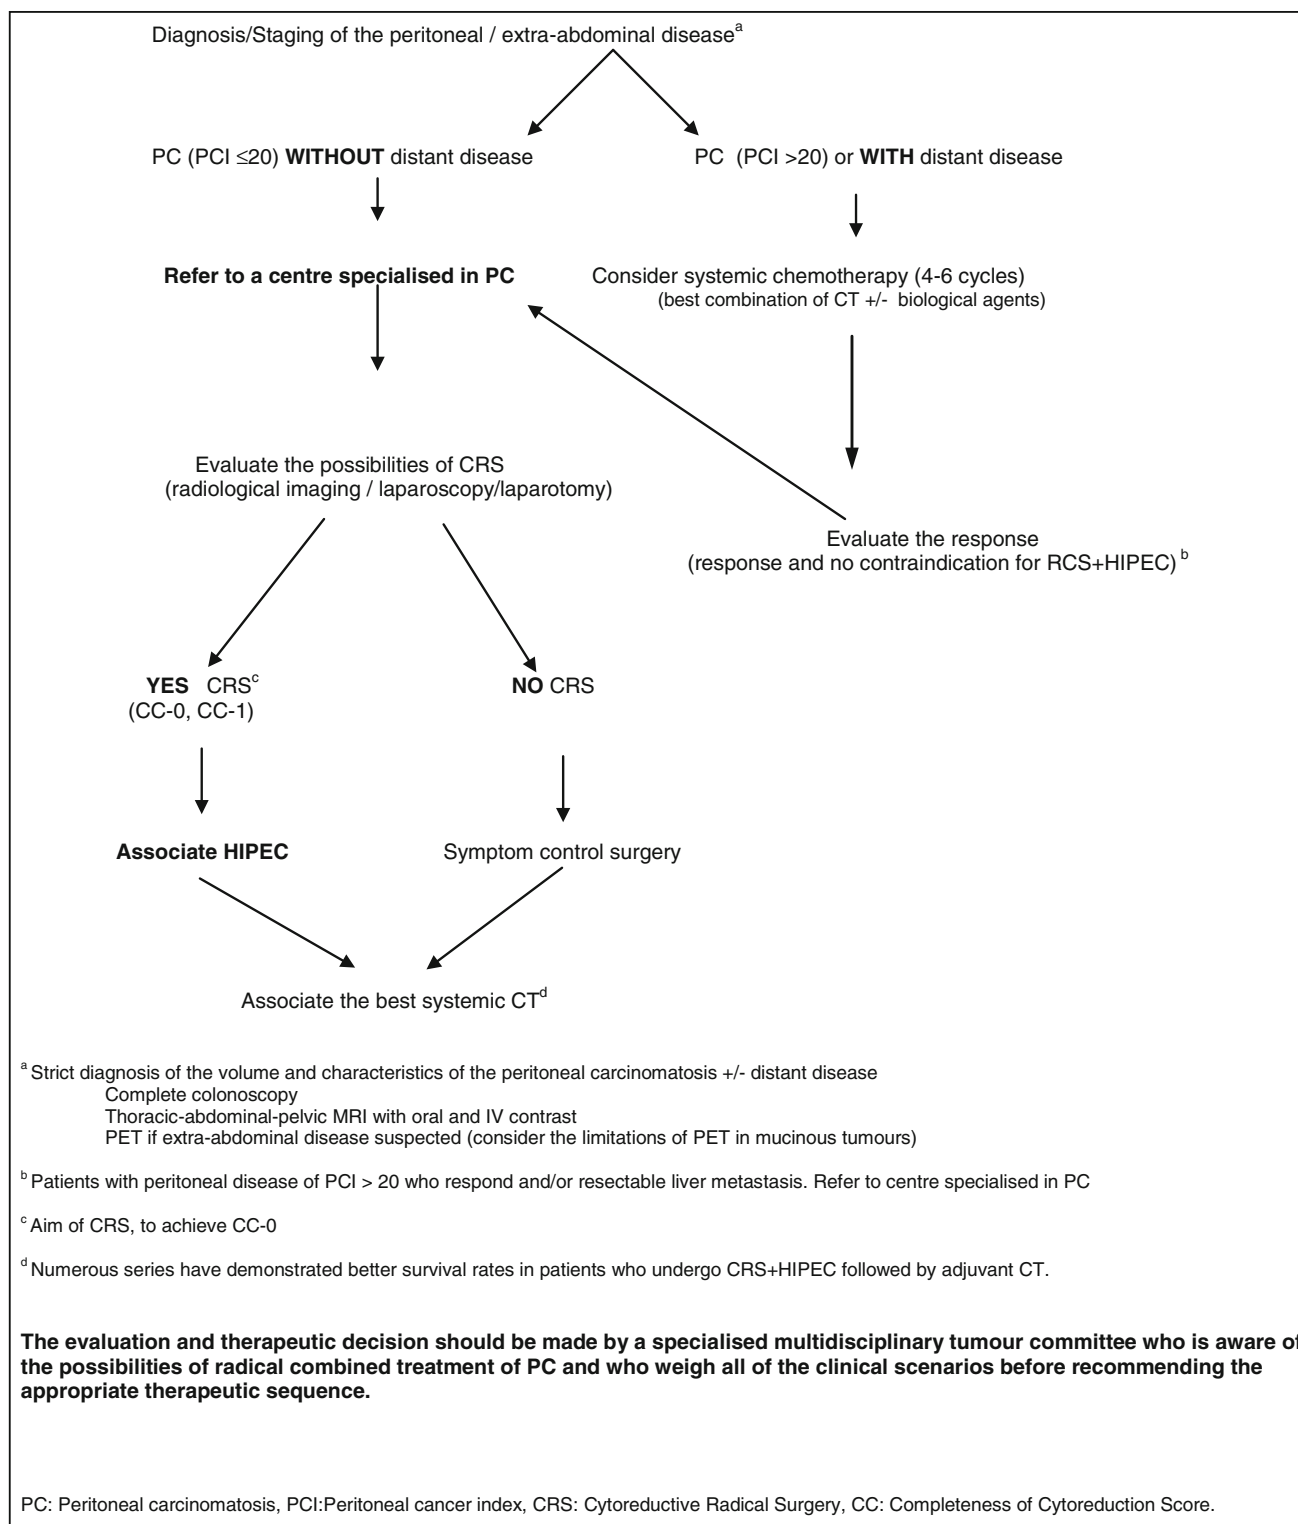 Diagnosis/Staging of the peritoneal / extra-abdominal disease^a
PC (PCI ≤20) WITHOUT distant disease
PC (PCI >20) or WITH distant disease
Refer to a centre specialised in PC
Consider systemic chemotherapy (4-6 cycles)
(best combination of CT +/- biological agents)
Evaluate the possibilities of CRS
(radiological imaging / laparoscopy/laparotomy)
Evaluate the response
(response and no contraindication for RCS+HIPEC)^b
YES CRS^c
(CC-0, CC-1)
NO CRS
Associate HIPEC
Symptom control surgery
Associate the best systemic CT^d
^a Strict diagnosis of the volume and characteristics of the peritoneal carcinomatosis +/- distant disease
Complete colonoscopy
Thoracic-abdominal-pelvic MRI with oral and IV contrast
PET if extra-abdominal disease suspected (consider the limitations of PET in mucinous tumours)
^b Patients with peritoneal disease of PCI > 20 who respond and/or resectable liver metastasis. Refer to centre specialised in PC
^c Aim of CRS, to achieve CC-0
^d Numerous series have demonstrated better survival rates in patients who undergo CRS+HIPEC followed by adjuvant CT.
The evaluation and therapeutic decision should be made by a specialised multidisciplinary tumour committee who is aware of
the possibilities of radical combined treatment of PC and who weigh all of the clinical scenarios before recommending the
appropriate therapeutic sequence.
PC: Peritoneal carcinomatosis, PCI:Peritoneal cancer index, CRS: Cytoreductive Radical Surgery, CC: Completeness of Cytoreduction Score.